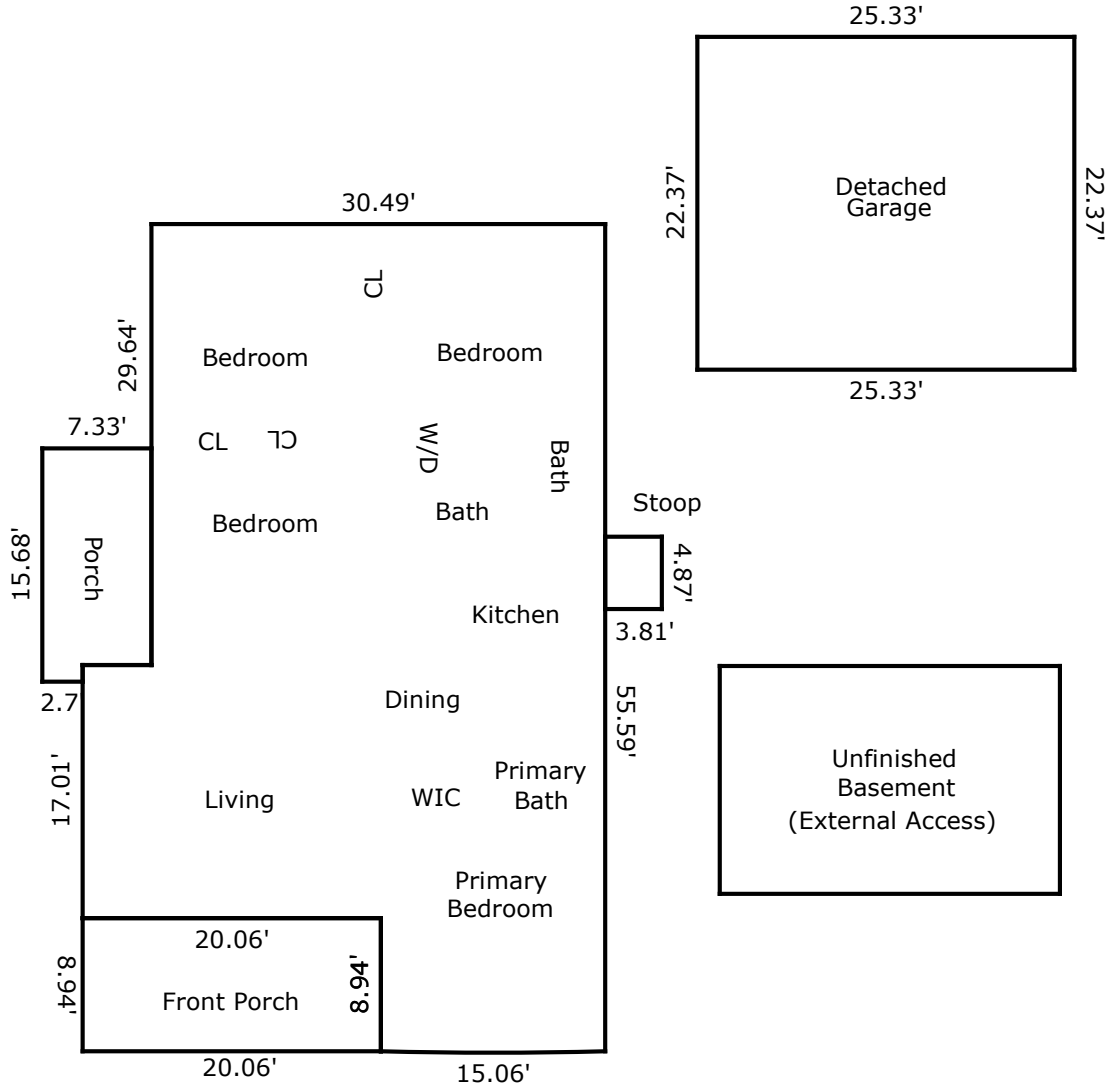 25.33'
22.37'
Detached
Garage
22.37'
25.33'
30.49'
29.64'
CL
Bedroom
Bedroom
7.33'
CL
CL
W/D
Bath
15.68'
Porch
Bedroom
Bath
Stoop
4.87'
3.81'
Kitchen
2.7
Dining
55.59'
17.01'
Living
WIC
Primary
Bath
Primary
Bedroom
Unfinished
Basement
(External Access)
20.06'
8.94'
Front Porch
8.94'
20.06'
15.06'